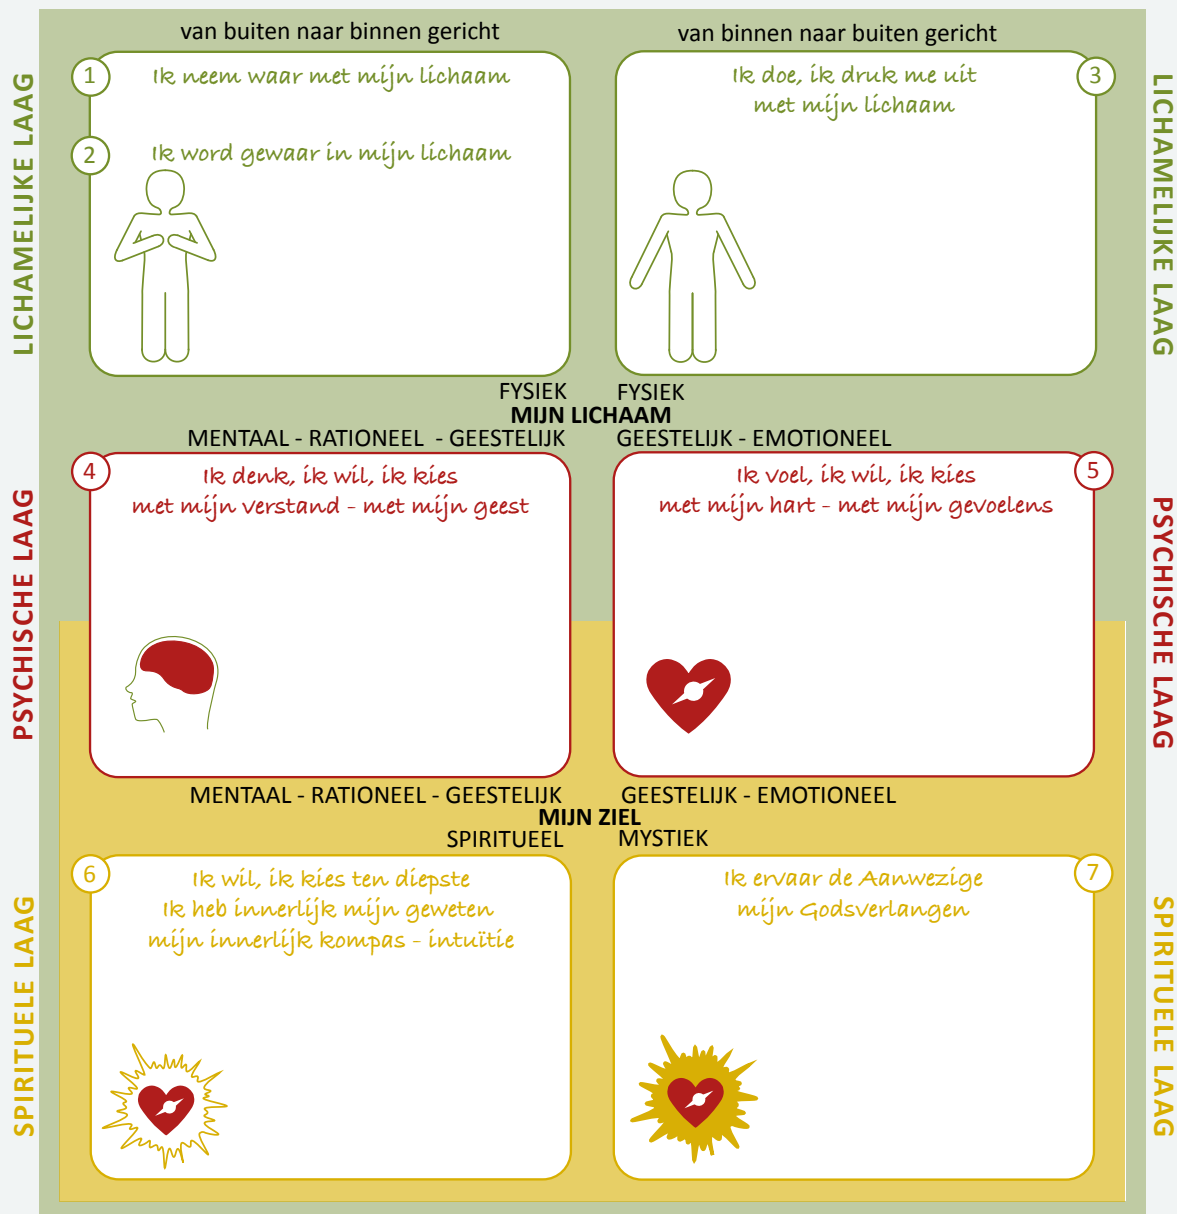 van buiten naar binnen gericht
van binnen naar buiten gericht
LICHAMELIJKE LAAG
1
Ik neem waar met mijn lichaam
2
Ik word gewaar in mijn lichaam
3
Ik doe, ik druk me uit
met mijn lichaam
LICHAMELIJKE LAAG
FYSIEK
FYSIEK
MIJN LICHAAM
MENTAAL - RATIONEEL - GEESTELIJK
GEESTELIJK - EMOTIONEEL
PSYCHISCHE LAAG
4
Ik denk, ik wil, ik kies
met mijn verstand - met mijn geest
5
Ik voel, ik wil, ik kies
met mijn hart - met mijn gevoelens
PSYCHISCHE LAAG
MENTAAL - RATIONEEL - GEESTELIJK
GEESTELIJK - EMOTIONEEL
MIJN ZIEL
SPIRITUEEL
MYSTIEK
SPIRITUELE LAAG
6
Ik wil, ik kies ten diepste
Ik heb innerlijk mijn geweten
mijn innerlijk kompas - intuïtie
7
Ik ervaar de Aanwezige
mijn Godsverlangen
SPIRITUELE LAAG